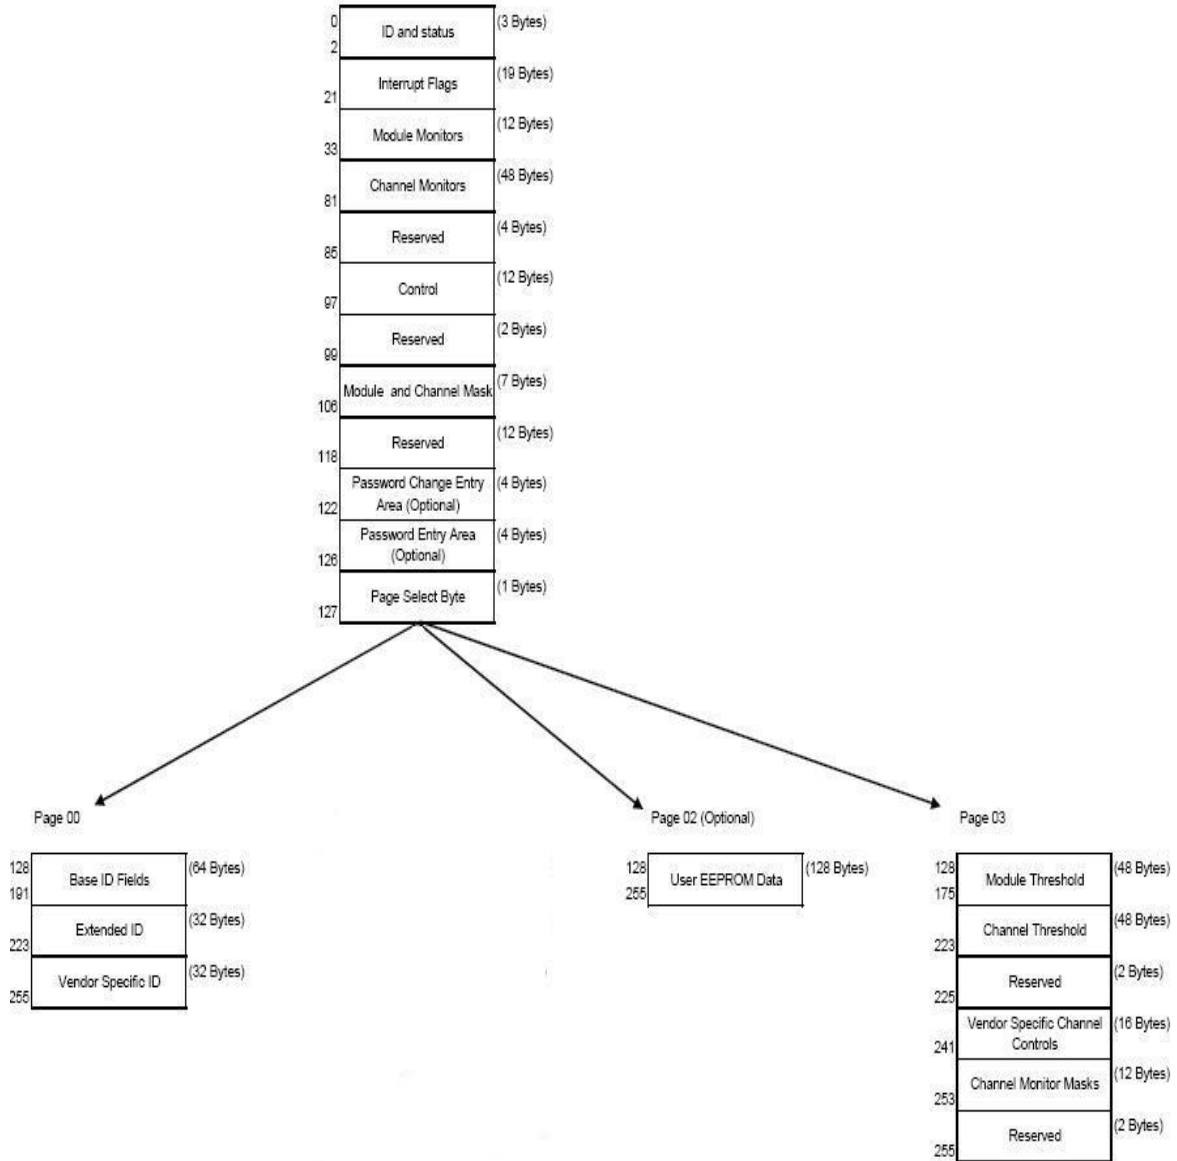 0
ID and status
(3 Bytes)
2
Interrupt Flags
(19 Bytes)
21
Module Monitors
(12 Bytes)
33
Channel Monitors
(48 Bytes)
81
Reserved
(4 Bytes)
85
Control
(12 Bytes)
97
Reserved
(2 Bytes)
99
Module and Channel Mask
(7 Bytes)
106
Reserved
(12 Bytes)
118
Password Change Entry
Area (Optional)
(4 Bytes)
122
Password Entry Area
(Optional)
(4 Bytes)
126
Page Select Byte
(1 Bytes)
127
Page 00
128
Base ID Fields
(64 Bytes)
191
Extended ID
(32 Bytes)
223
Vendor Specific ID
(32 Bytes)
255
Page 02 (Optional)
128
User EEPROM Data
(128 Bytes)
255
Page 03
128
Module Threshold
(48 Bytes)
175
Channel Threshold
(48 Bytes)
223
Reserved
(2 Bytes)
225
Vendor Specific Channel
Controls
(16 Bytes)
241
Channel Monitor Masks
(12 Bytes)
253
Reserved
(2 Bytes)
255